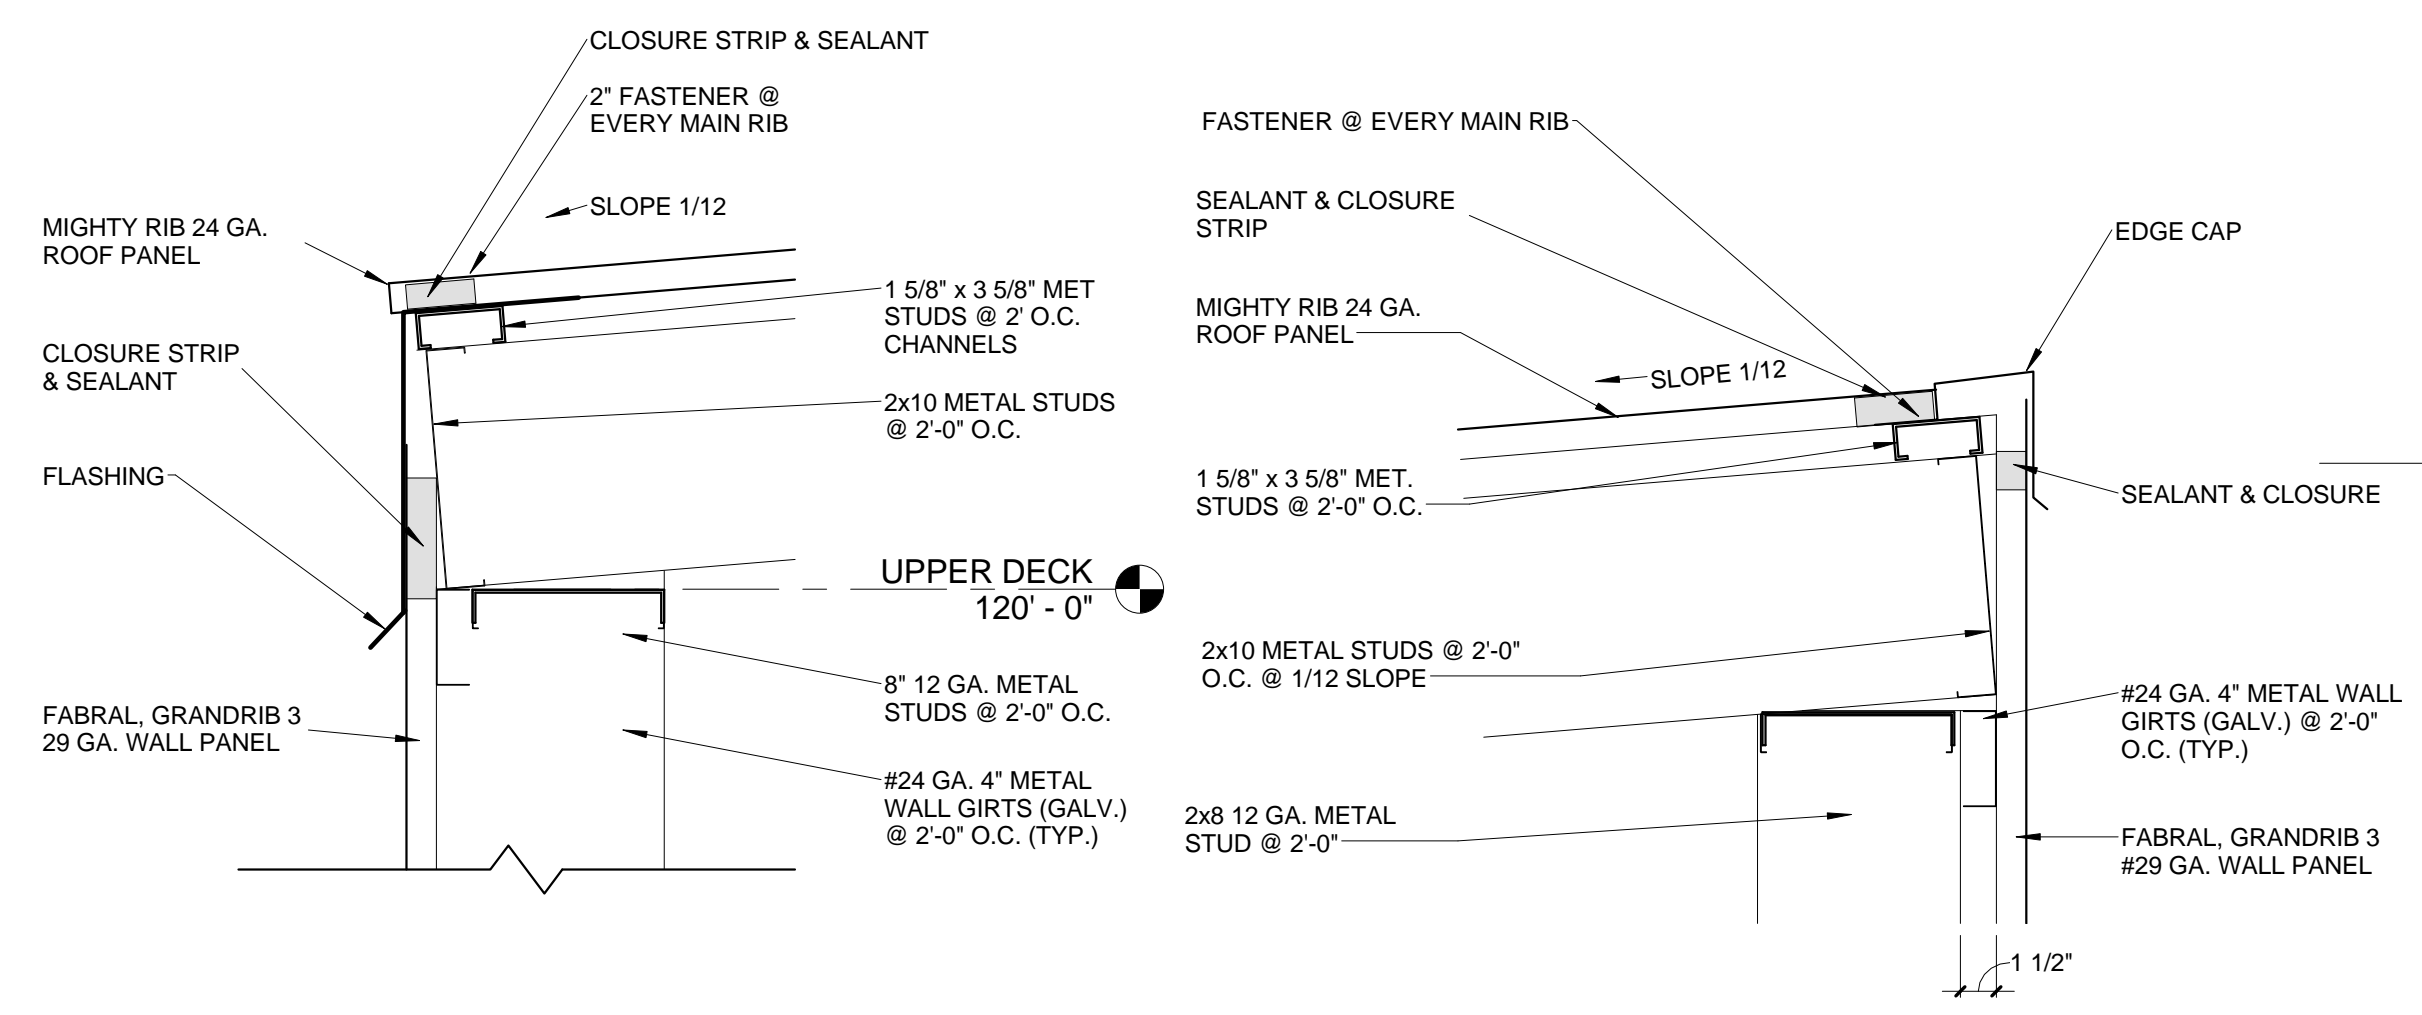 CLOSURE STRIP & SEALANT
2" FASTENER @
EVERY MAIN RIB
SLOPE 1/12
MIGHTY RIB 24 GA.
ROOF PANEL
1 5/8" x 3 5/8" MET
STUDS @ 2' O.C.
CHANNELS
CLOSURE STRIP
& SEALANT
2x10 METAL STUDS
@ 2'-0" O.C.
FLASHING
UPPER DECK
120' - 0"
8" 12 GA. METAL
STUDS @ 2'-0" O.C.
FABRAL, GRANDRIB 3
29 GA. WALL PANEL
#24 GA. 4" METAL
WALL GIRTS (GALV.)
@ 2'-0" O.C. (TYP.)
FASTENER @ EVERY MAIN RIB
SEALANT & CLOSURE
STRIP
EDGE CAP
MIGHTY RIB 24 GA.
ROOF PANEL
SLOPE 1/12
1 5/8" x 3 5/8" MET.
STUDS @ 2'-0" O.C.
SEALANT & CLOSURE
2x10 METAL STUDS @ 2'-0"
O.C. @ 1/12 SLOPE
#24 GA. 4" METAL WALL
GIRTS (GALV.) @ 2'-0"
O.C. (TYP.)
2x8 12 GA. METAL
STUD @ 2'-0"
FABRAL, GRANDRIB 3
#29 GA. WALL PANEL
1 1/2"